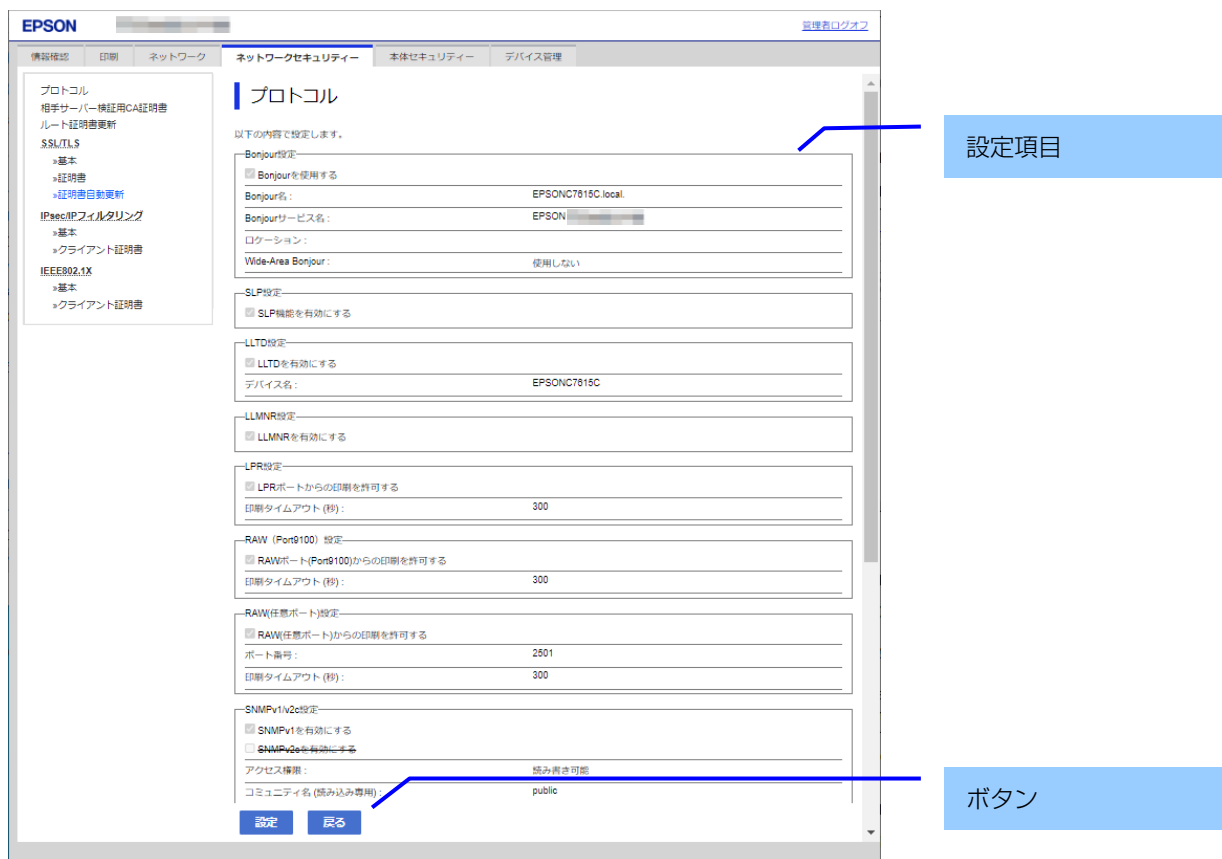 EPSON
管理者ログオフ
情報確認 印刷 ネットワーク ネットワークセキュリティー 本体セキュリティー デバイス管理
プロトコル
相手サーバー検証用CA証明書
ルート証明書更新
SSL/TLS
»基本
»証明書
»証明書自動更新
IPsec/IPフィルタリング
»基本
»クライアント証明書
IEEE802.1X
»基本
»クライアント証明書
プロトコル
以下の内容で設定します。
Bonjour設定
Bonjourを使用する
Bonjour名 : EPSONC7615C.local.
Bonjourサービス名 : EPSON
ロケーション :
Wide-Area Bonjour : 使用しない
SLP設定
SLP機能を有効にする
LLTD設定
LLTDを有効にする
デバイス名 : EPSONC7615C
LLMNR設定
LLMNRを有効にする
LPR設定
LPRポートからの印刷を許可する
印刷タイムアウト (秒) : 300
RAW（Port9100）設定
RAWポート(Port9100)からの印刷を許可する
印刷タイムアウト (秒) : 300
RAW(任意ポート)設定
RAW(任意ポート)からの印刷を許可する
ポート番号 : 2501
印刷タイムアウト (秒) : 300
SNMPv1/v2c設定
SNMPv1を有効にする
SNMPv2cを有効にする
アクセス権限 : 読み書き可能
コミュニティ名 (読み込み専用) : public
設定 戻る
設定項目
ボタン